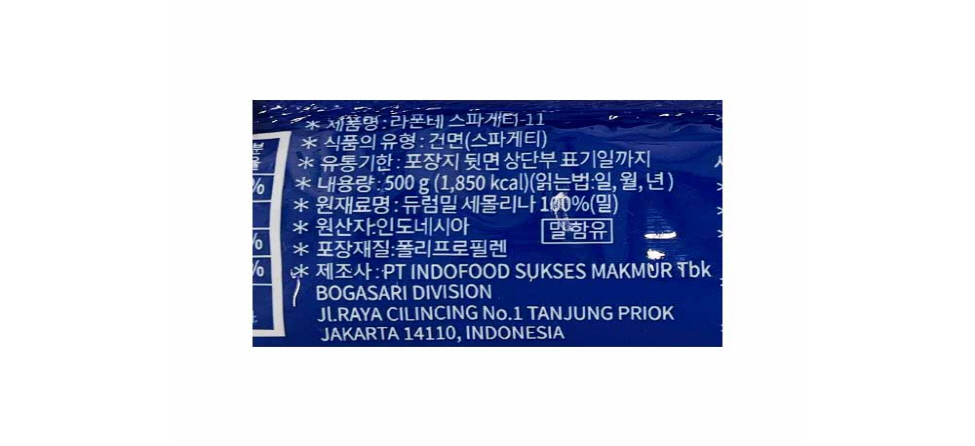 * 제품명:라폰테 스파게티-11
* 식품의 유형: 건면(스파게티)
* 유통기한: 포장지 뒷면 상단부 표기일까지
* 내용량: 500 g (1,850 kcal)(읽는법:일, 월, 년 )
* 원재료명: 듀럼밀 세몰리나 100%(밀)
* 원산자:인도네시아
밀함유
* 포장재질:폴리프로필렌
* 제조사:PT INDOFOOD SUKSES MAKMUR Tbk
BOGASARI DIVISION
Jl.RAYA CILINCING No.1 TANJUNG PRIOK
JAKARTA 14110, INDONESIA